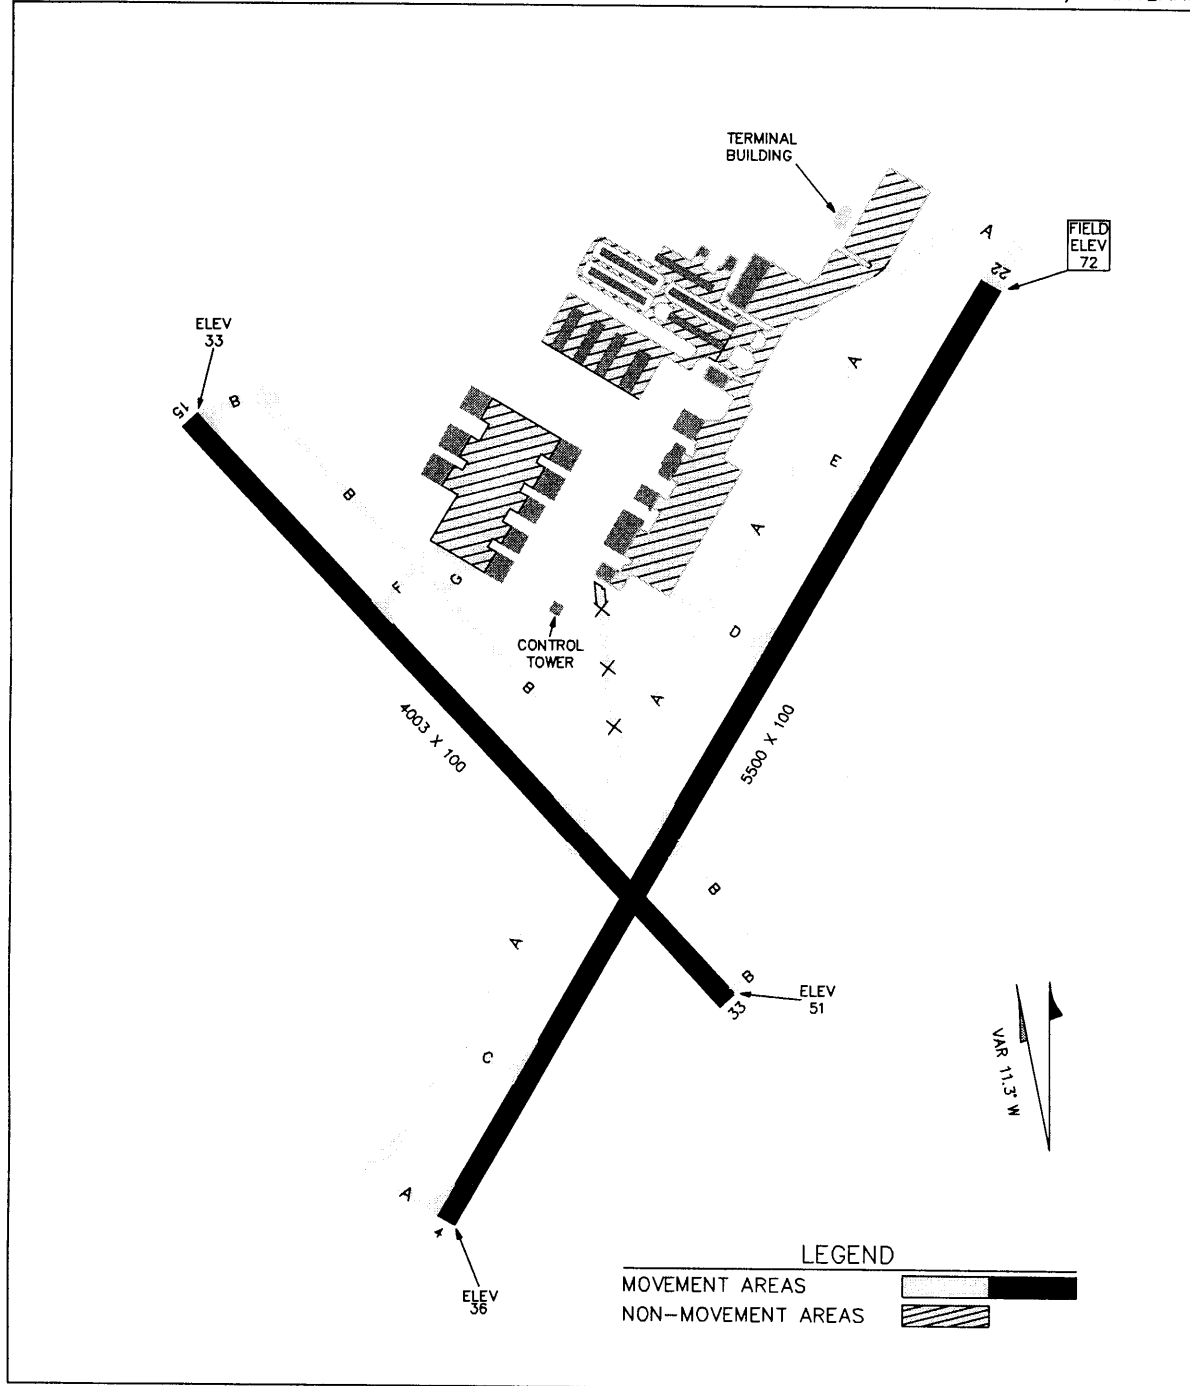 TERMINAL
BUILDING
A
FIELD
ELEV
72
22
ELEV
33
15
B
A
E
B
A
F
G
D
CONTROL
TOWER
B
A
4003 X 100
5500 X 100
B
A
B
ELEV
51
33
C
VAR 11.3° W
A
4
ELEV
36
LEGEND
MOVEMENT AREAS
NON-MOVEMENT AREAS